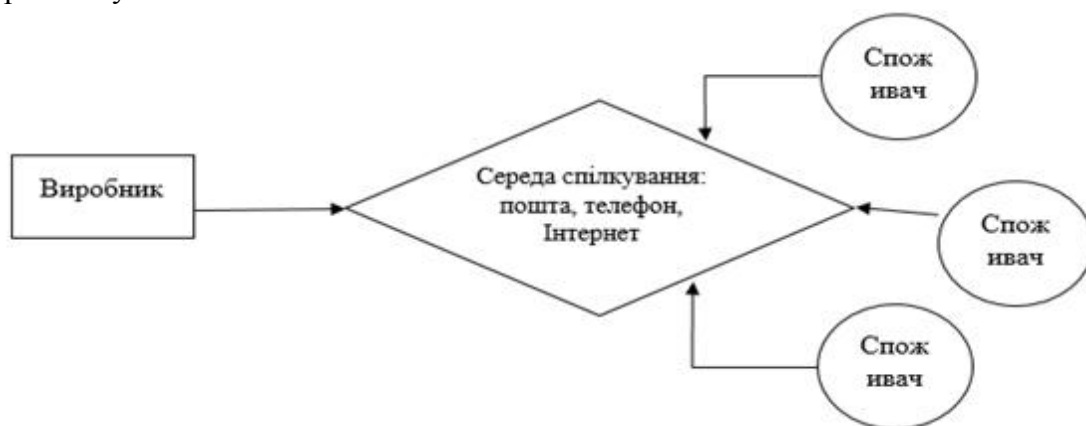 Виробник
Середа спілкування:
пошта, телефон,
Інтернет
Спож
ивач
Спож
ивач
Спож
ивач